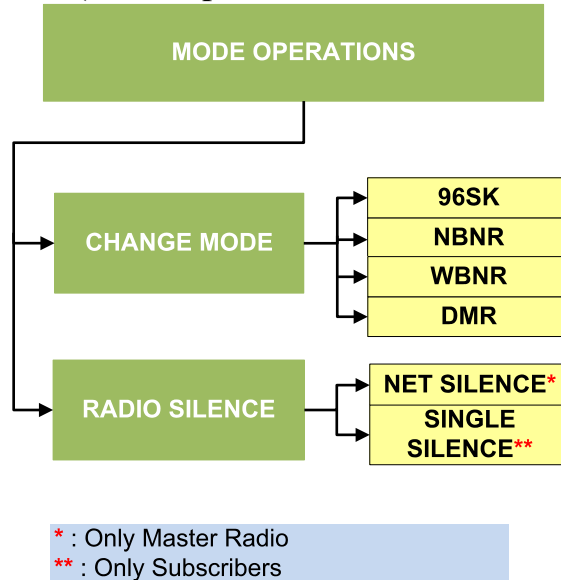 MODE OPERATIONS
CHANGE MODE
96SK
NBNR
WBNR
DMR
RADIO SILENCE
NET SILENCE*
SINGLE
SILENCE**
* : Only Master Radio
** : Only Subscribers